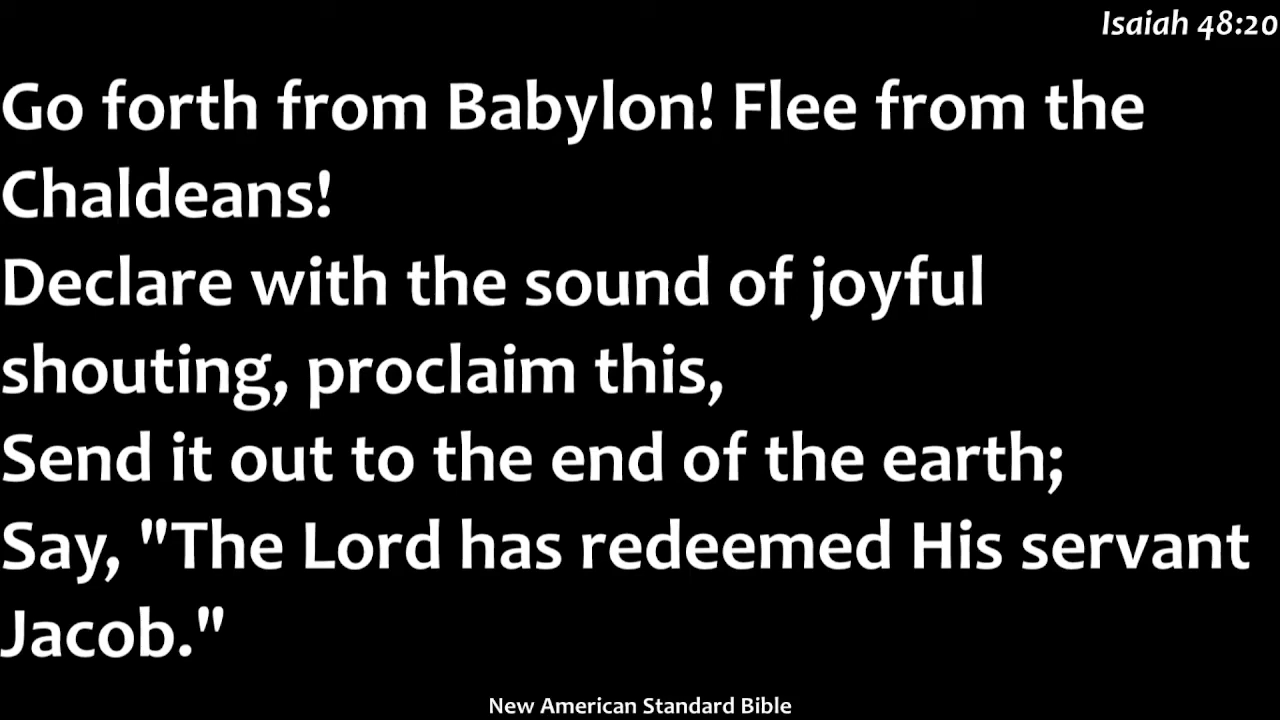 Isaiah 48:20
Go forth from Babylon! Flee from the
Chaldeans!
Declare with the sound of joyful
shouting, proclaim this,
Send it out to the end of the earth;
Say, "The Lord has redeemed His servant
Jacob."
New American Standard Bible